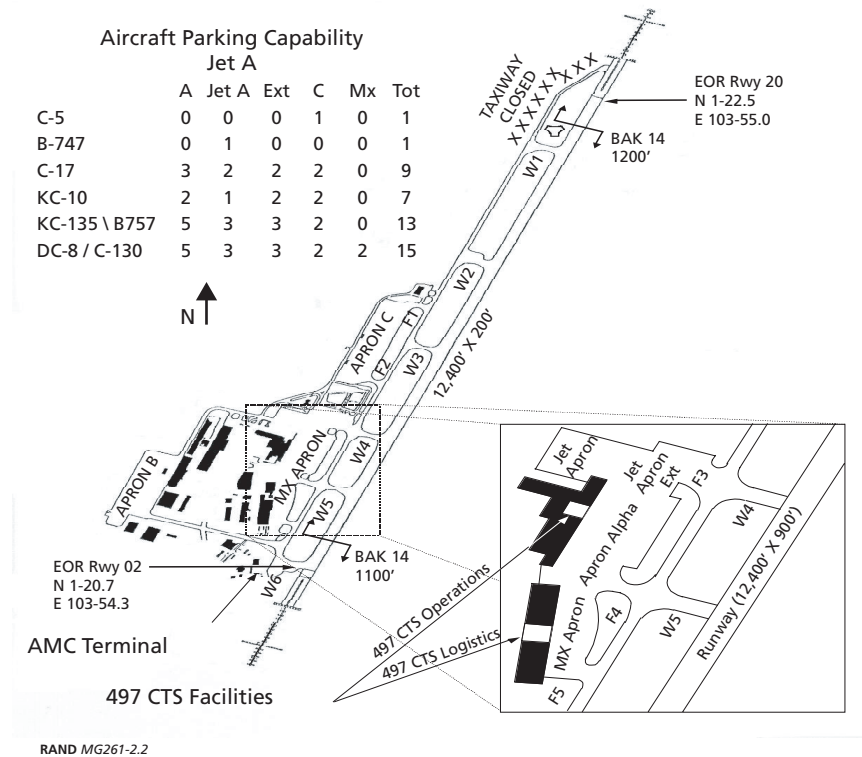 Aircraft Parking Capability
Jet A
A Jet A Ext C Mx Tot
C-5 0 0 0 1 0 1
B-747 0 1 0 0 0 1
C-17 3 2 2 2 0 9
KC-10 2 1 2 2 0 7
KC-135 \ B757 5 3 3 2 0 13
DC-8 / C-130 5 3 3 2 2 15
N
TAXIWAY
CLOSED
X X X X X X X X X
EOR Rwy 20
N 1-22.5
E 103-55.0
BAK 14
1200’
W1
W2
12,400’ X 200’
APRON C
F1
F2
W3
W4
MX APRON
W5
APRON B
BAK 14
1100’
EOR Rwy 02
N 1-20.7
E 103-54.3
W6
AMC Terminal
497 CTS Facilities
497 CTS Operations
497 CTS Logistics
Jet
Apron
Jet
Apron
Ext
F3
W4
Apron Alpha
MX Apron
F4
W5
F5
Runway (12,400’ X 900’)
RAND MG261-2.2